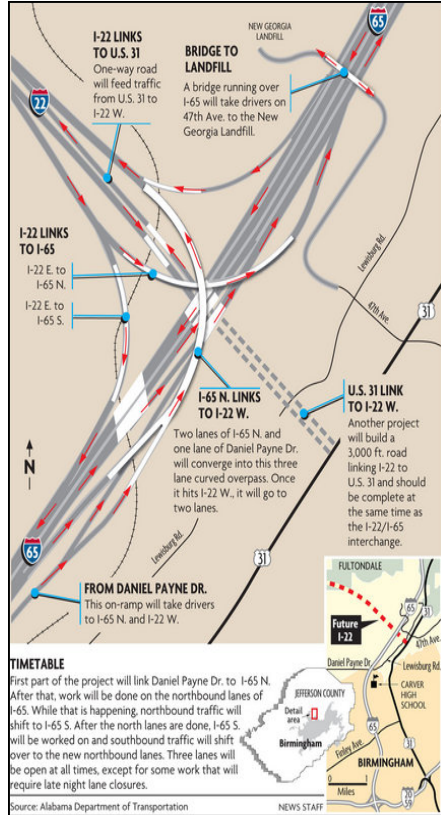 NEW GEORGIA
LANDFILL
65
I-22 LINKS
TO U.S. 31
One-way road
will feed traffic
from U.S. 31 to
I-22 W.
BRIDGE TO
LANDFILL
A bridge running over
I-65 will take drivers on
47th Ave. to the New
Georgia Landfill.
22
I-22 LINKS
TO I-65
I-22 E. to
I-65 N.
I-22 E. to
I-65 S.
Lewisburg Rd.
47th Ave.
31
I-65 N. LINKS
TO I-22 W.
Two lanes of I-65 N. and
one lane of Daniel Payne Dr.
will converge into this three
lane curved overpass. Once
it hits I-22 W., it will go to
two lanes.
U.S. 31 LINK
TO I-22 W.
Another project
will build a
3,000 ft. road
linking I-22 to
U.S. 31 and should
be complete at
the same time as
the I-22/I-65
interchange.
N
Lewisburg Rd.
31
65
FROM DANIEL PAYNE DR.
This on-ramp will take drivers
to I-65 N. and I-22 W.
TIMETABLE
First part of the project will link Daniel Payne Dr. to I-65 N.
After that, work will be done on the northbound lanes of
I-65. While that is happening, northbound traffic will
shift to I-65 S. After the north lanes are done, I-65 S.
will be worked on and southbound traffic will shift
over to the new northbound lanes. Three lanes will
be open at all times, except for some work that will
require late night lane closures.
JEFFERSON COUNTY
Detail
area
Birmingham
FULTONDALE
65
31
Future
I-22
47th Ave.
Daniel Payne Dr.
Lewisburg Rd.
CARVER
HIGH
SCHOOL
65
Finley Ave.
31
BIRMINGHAM
0
Miles
20
59
Source: Alabama Department of Transportation
NEWS STAFF